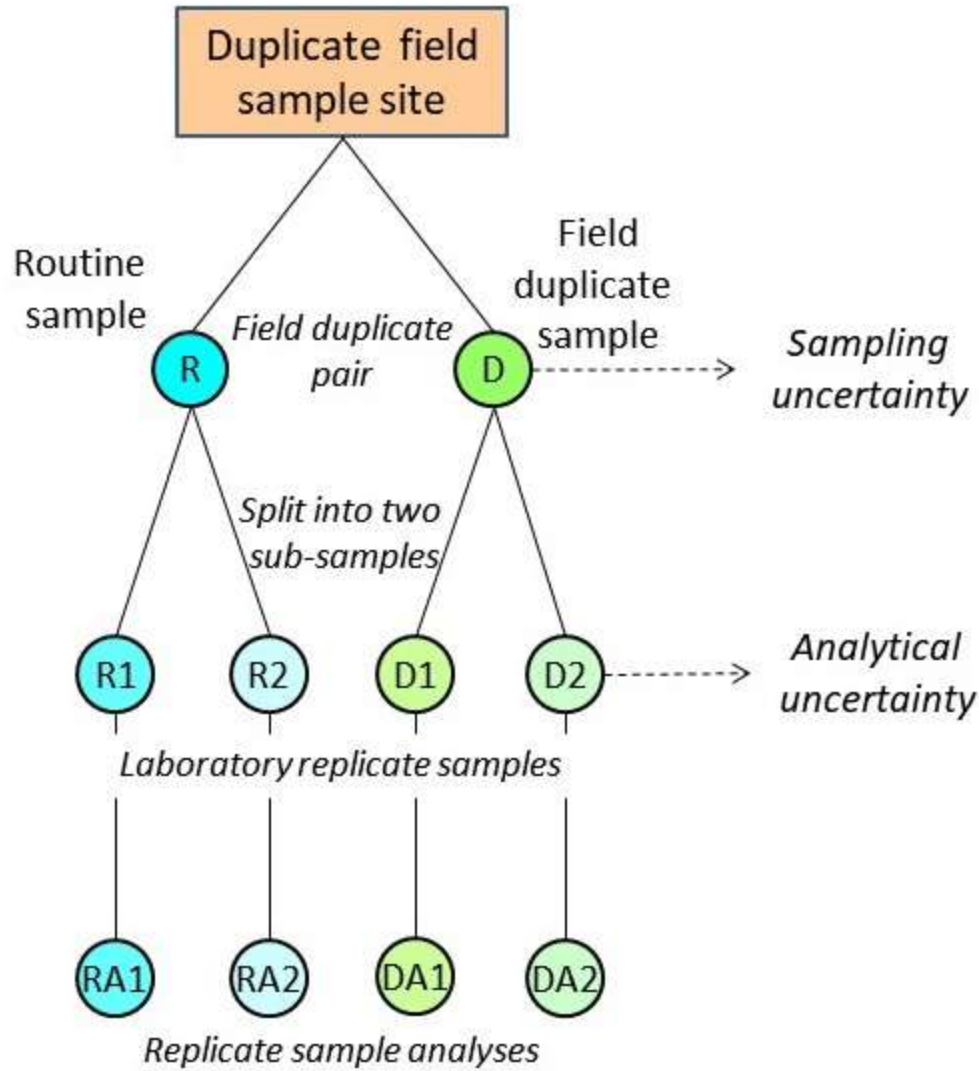 Duplicate field
sample site
Routine
sample
Field
duplicate
sample
Field duplicate
pair
R
D
Sampling
uncertainty
Split into two
sub-samples
R1
R2
D1
D2
Analytical
uncertainty
Laboratory replicate samples
RA1
RA2
DA1
DA2
Replicate sample analyses